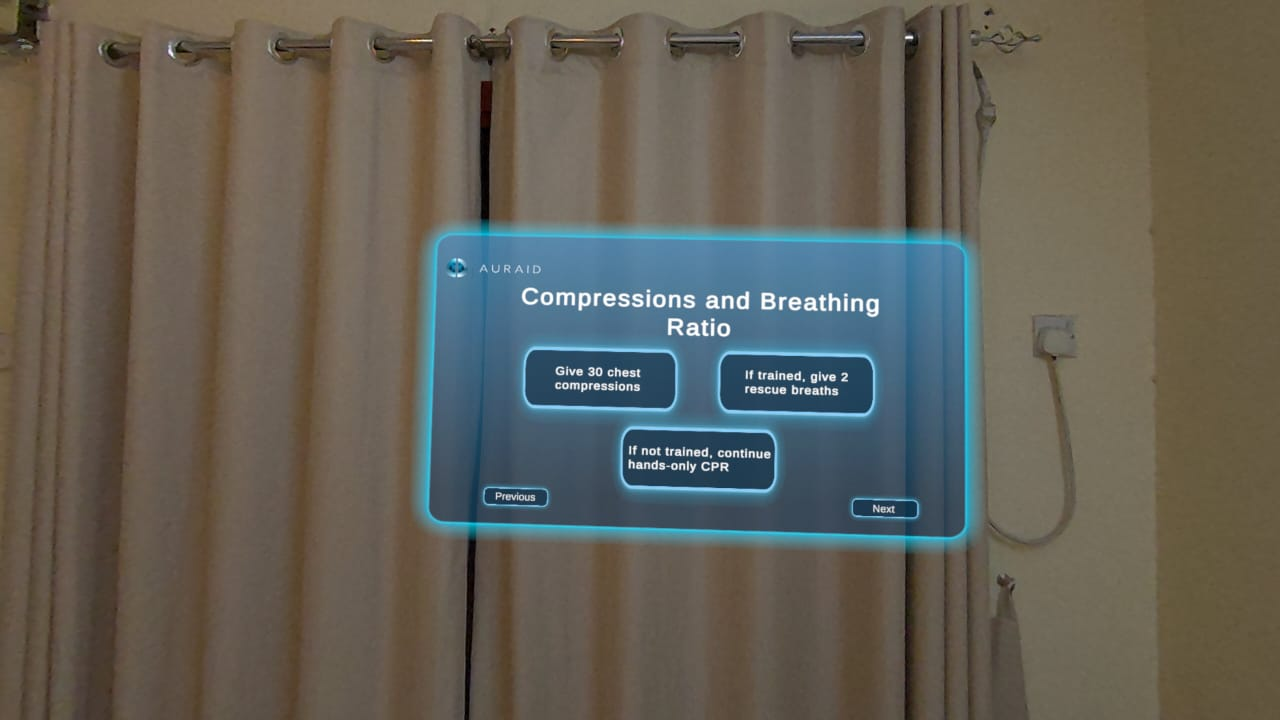 AURAID
Compressions and Breathing
Ratio
Give 30 chest
compressions
If trained, give 2
rescue breaths
If not trained, continue
hands-only CPR
Previous
Next